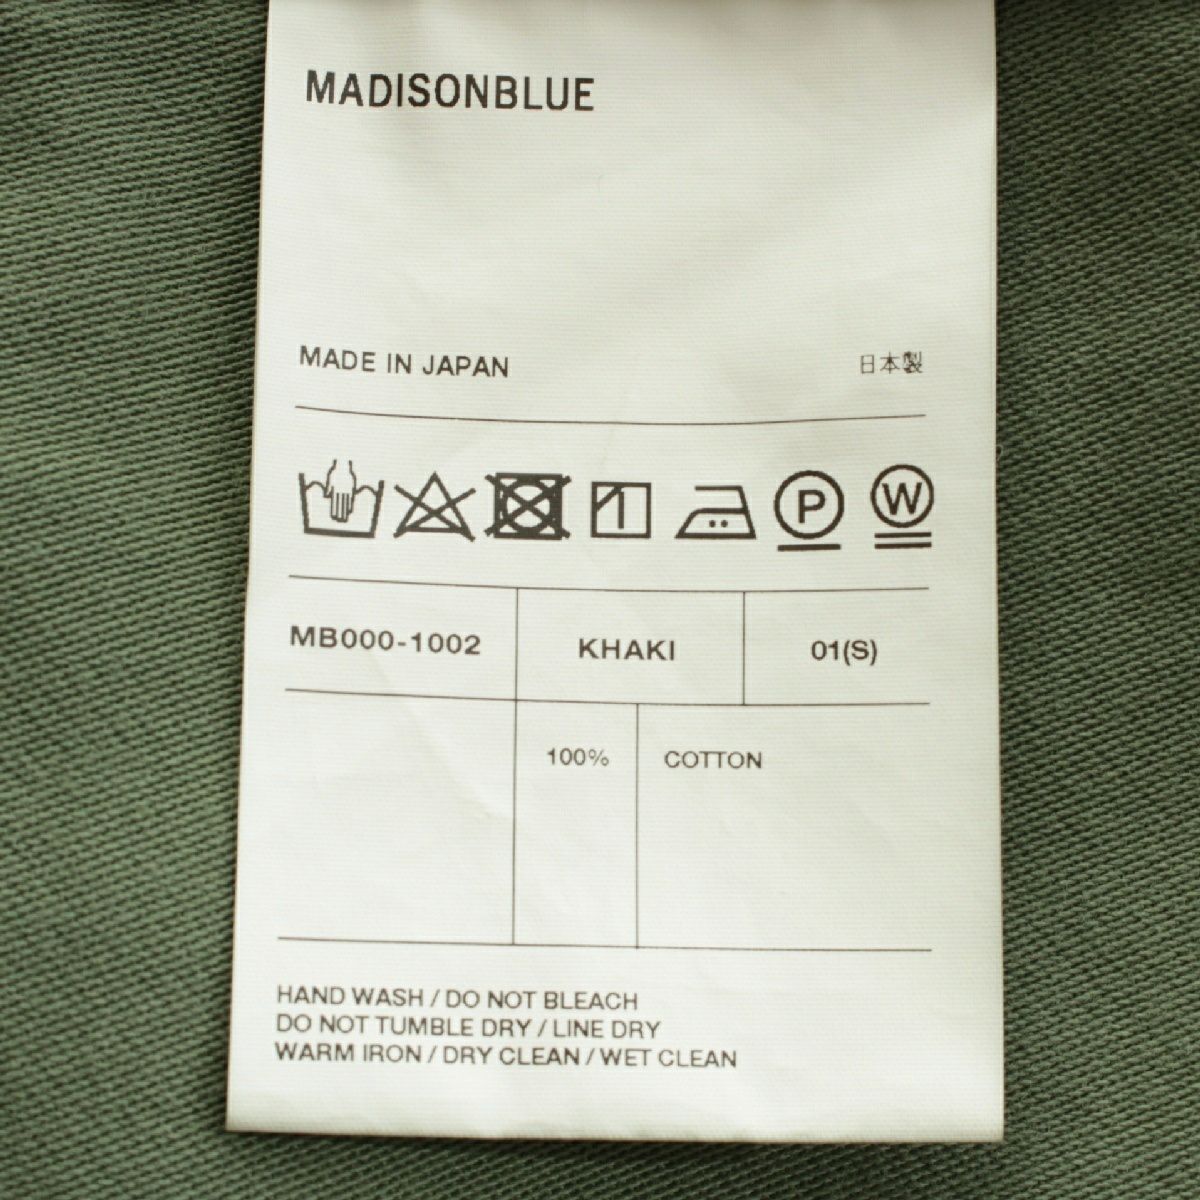 MADISONBLUE
MADE IN JAPAN 日本製
P W
MB000-1002 KHAKI 01(S)
100% COTTON
HAND WASH / DO NOT BLEACH
DO NOT TUMBLE DRY / LINE DRY
WARM IRON / DRY CLEAN / WET CLEAN